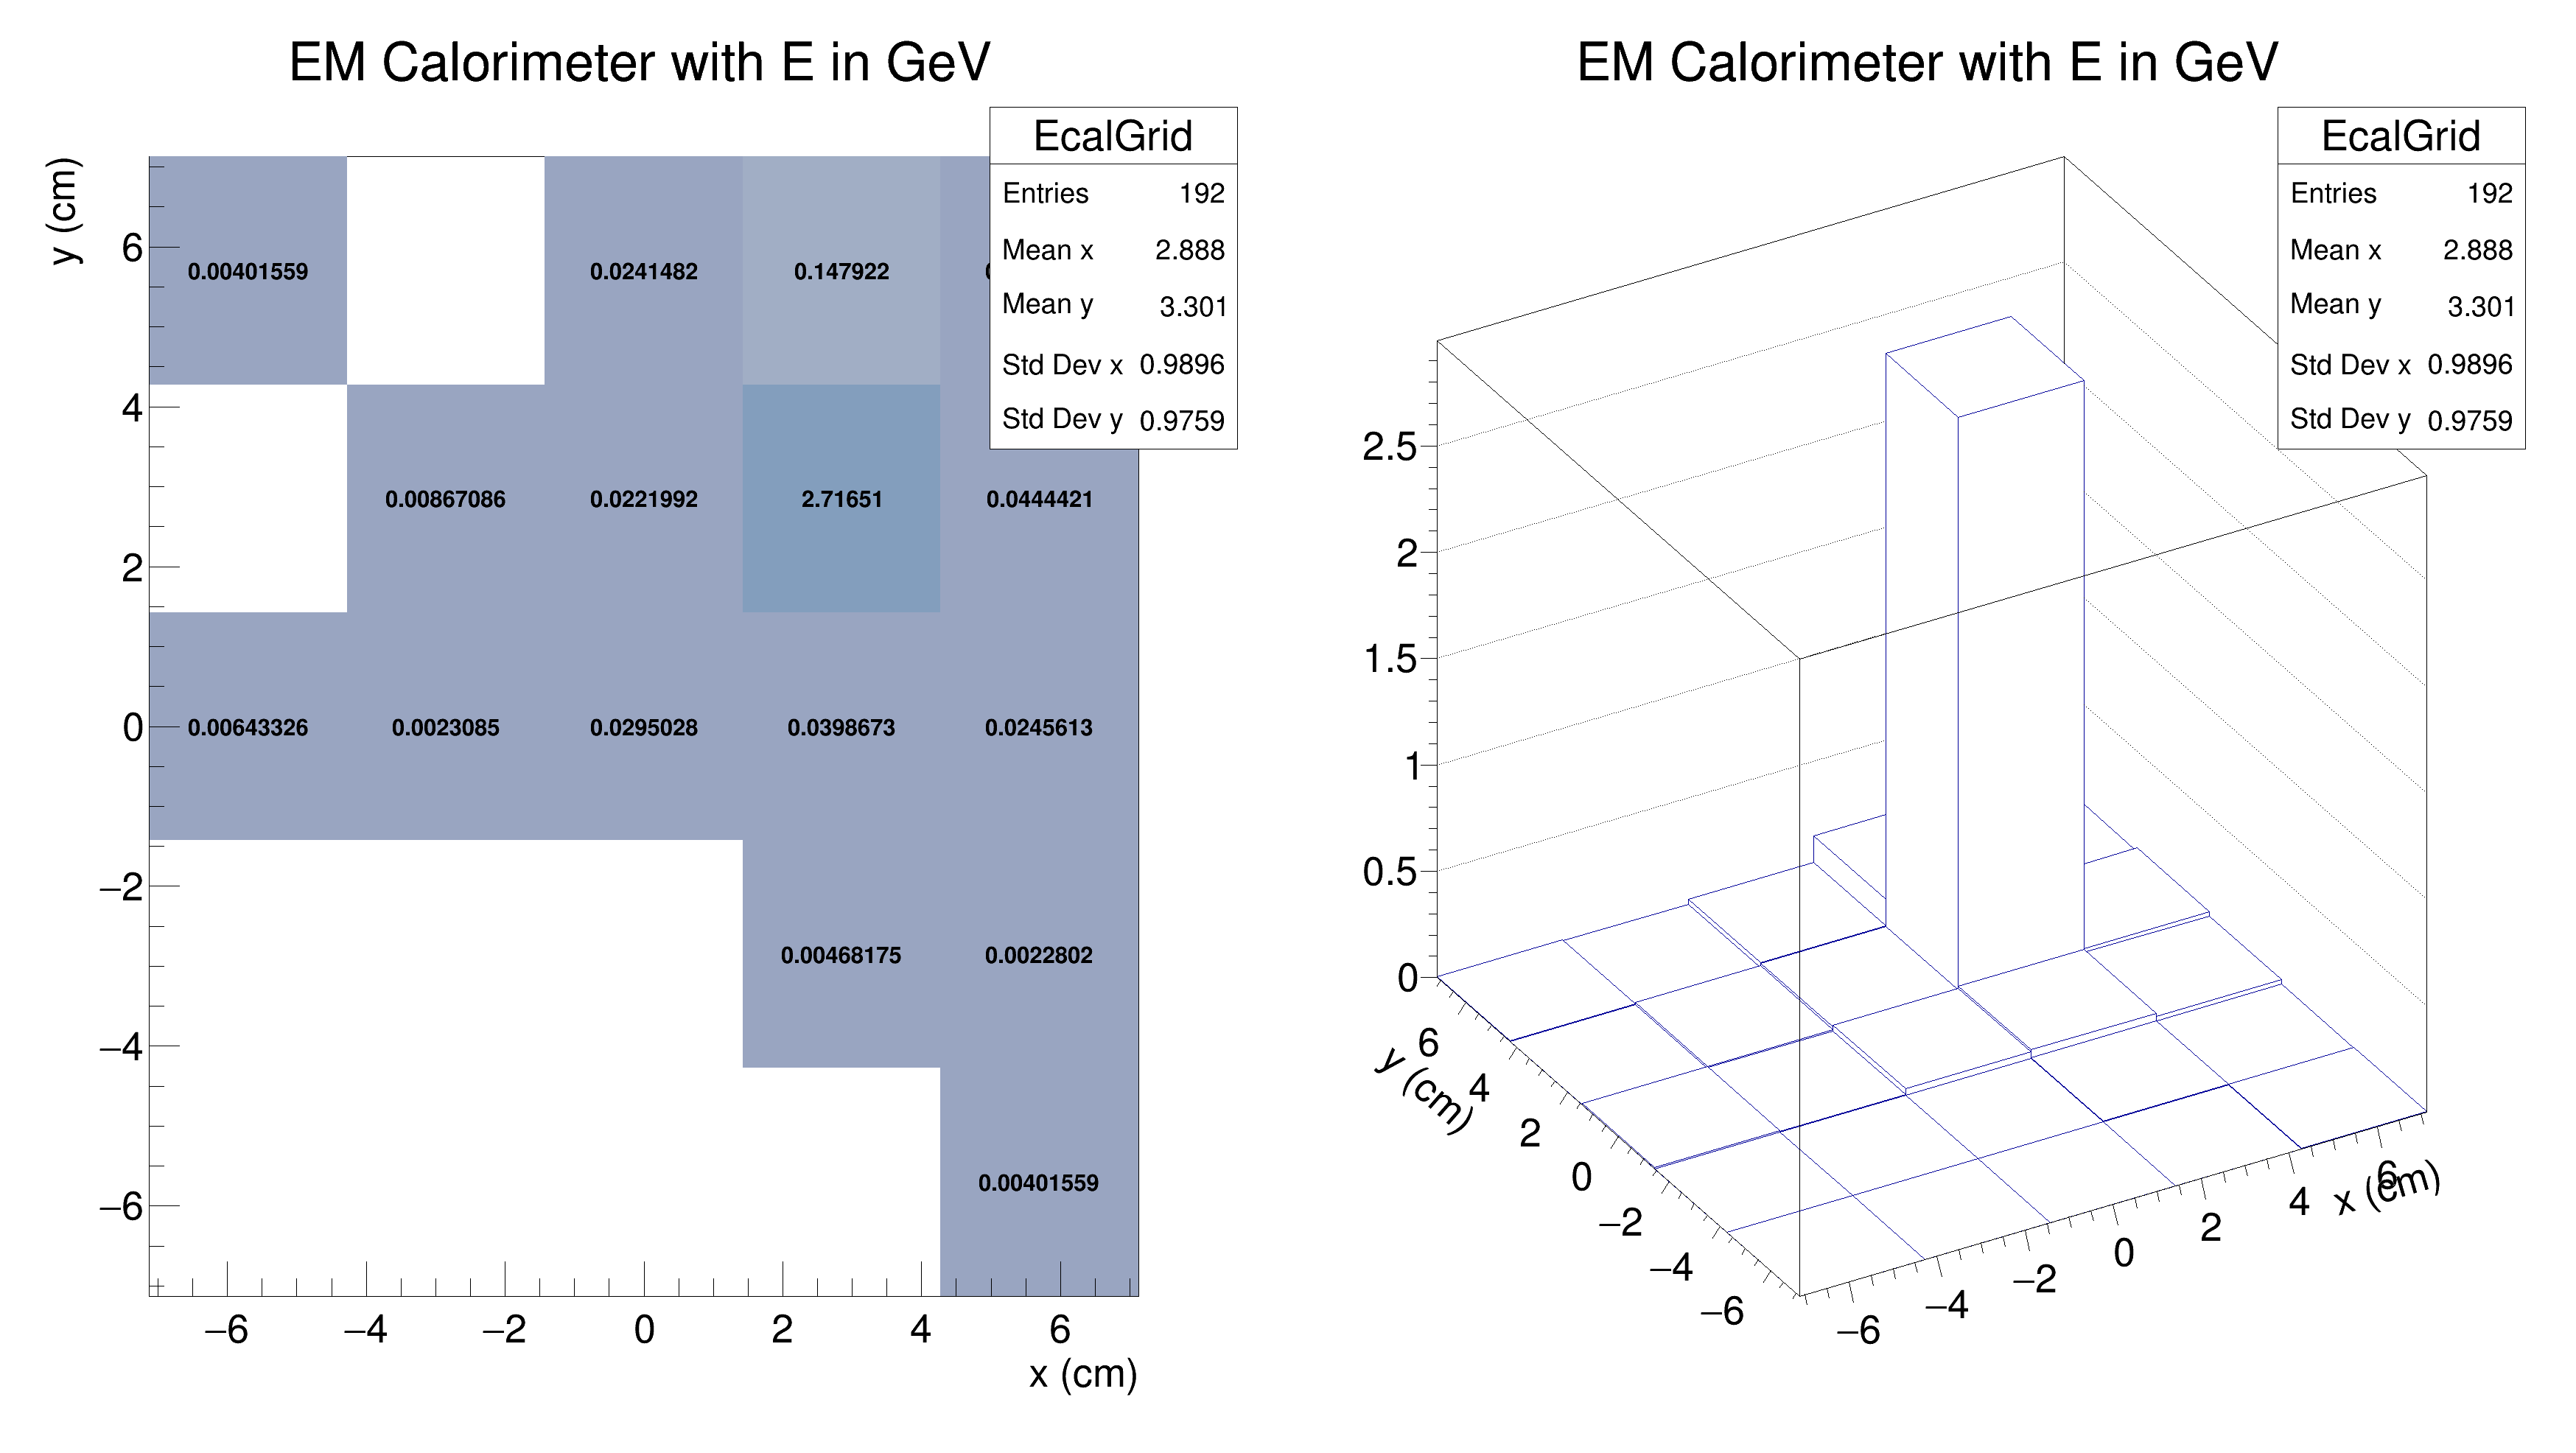 EM Calorimeter with E in GeV
EcalGrid
Entries 192
Mean x 2.888
Mean y 3.301
Std Dev x 0.9896
Std Dev y 0.9759
y (cm)
6
4
2
0
−2
−4
−6
0.00401559 0.0241482 0.147922
0.00867086 0.0221992 2.71651 0.0444421
0.00643326 0.0023085 0.0295028 0.0398673 0.0245613
0.00468175 0.0022802
0.00401559
−6 −4 −2 0 2 4 6
x (cm)
EM Calorimeter with E in GeV
EcalGrid
Entries 192
Mean x 2.888
Mean y 3.301
Std Dev x 0.9896
Std Dev y 0.9759
2.5
2
1.5
1
0.5
0
y (cm)
6
4
2
0
−2
−4
−6
−6 −4 −2 0 2 4 6
x (cm)